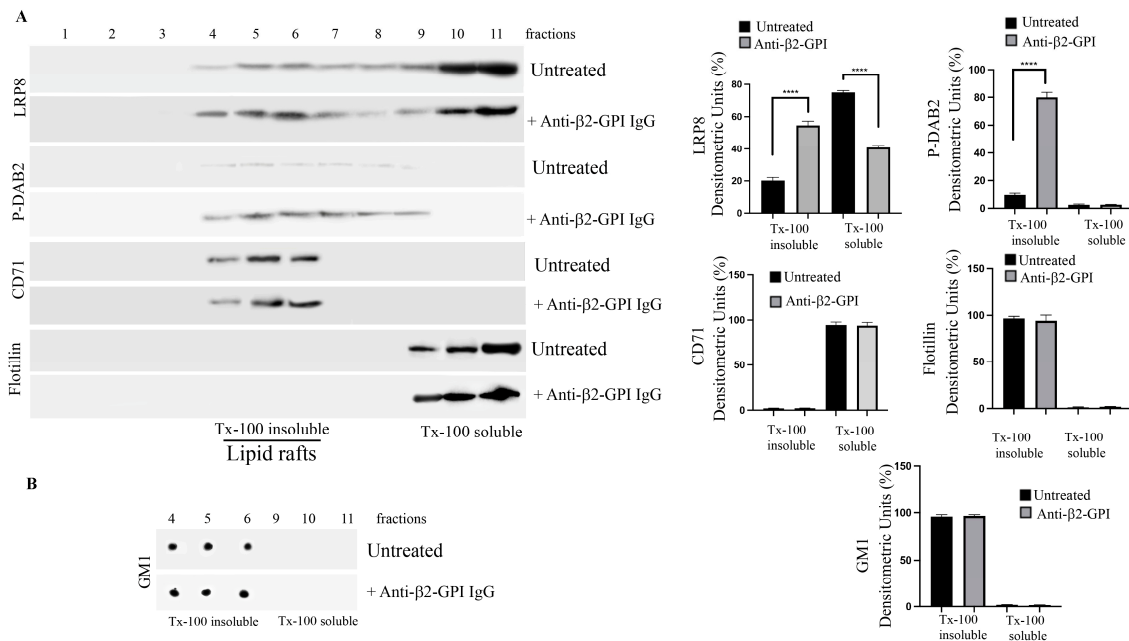 A
1 2 3 4 5 6 7 8 9 10 11 fractions
LRP8
Untreated
+ Anti-β2-GPI IgG
P-DAB2
Untreated
+ Anti-β2-GPI IgG
CD71
Untreated
+ Anti-β2-GPI IgG
Flotillin
Untreated
+ Anti-β2-GPI IgG
Tx-100 insoluble
Lipid rafts
Tx-100 soluble
B
4 5 6 9 10 11 fractions
GM1
Untreated
+ Anti-β2-GPI IgG
Tx-100 insoluble Tx-100 soluble
Untreated
Anti-β2-GPI
LRP8
Densitometric Units (%)
100
80
60
40
20
0
****
****
Tx-100
insoluble
Tx-100
soluble
Untreated
Anti-β2-GPI
P-DAB2
Densitometric Units (%)
100
80
60
40
20
0
****
Tx-100
insoluble
Tx-100
soluble
Untreated
Anti-β2-GPI
CD71
Densitometric Units (%)
150
100
50
0
Tx-100
insoluble
Tx-100
soluble
Untreated
Anti-β2-GPI
Flotillin
Densitometric Units (%)
150
100
50
0
Tx-100
insoluble
Tx-100
soluble
Untreated
Anti-β2-GPI
GM1
Densitometric Units (%)
150
100
50
0
Tx-100
insoluble
Tx-100
soluble